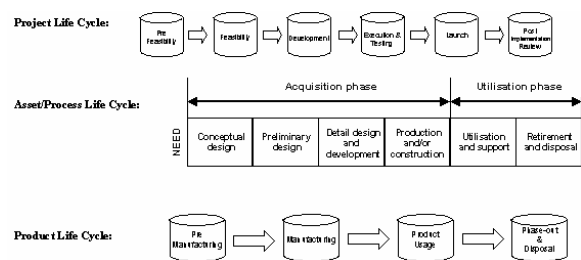 Project Life Cycle:
Pre
Feasibility
Feasibility
Development
Execution &
Testing
Launch
Post
Implementation
Review
Acquisition phase
Utilisation phase
Asset/Process Life Cycle:
NEED
Conceptual
design
Preliminary
design
Detail design
and
development
Production
and/or
construction
Utilisation
and support
Retirement
and disposal
Product Life Cycle:
Pre
Manufacturing
Manufacturing
Product
Usage
Phase-out
&
Disposal